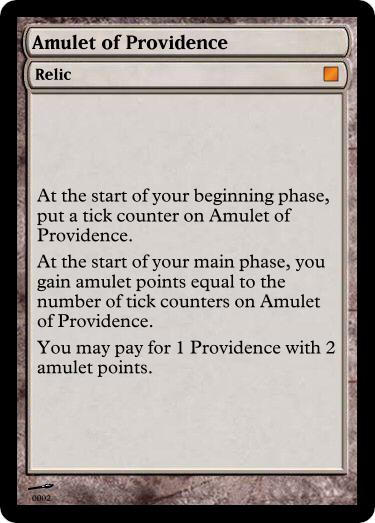 Amulet of Providence
Relic
At the start of your beginning phase,
put a tick counter on Amulet of
Providence.
At the start of your main phase, you
gain amulet points equal to the
number of tick counters on Amulet
of Providence.
You may pay for 1 Providence with 2
amulet points.
0002